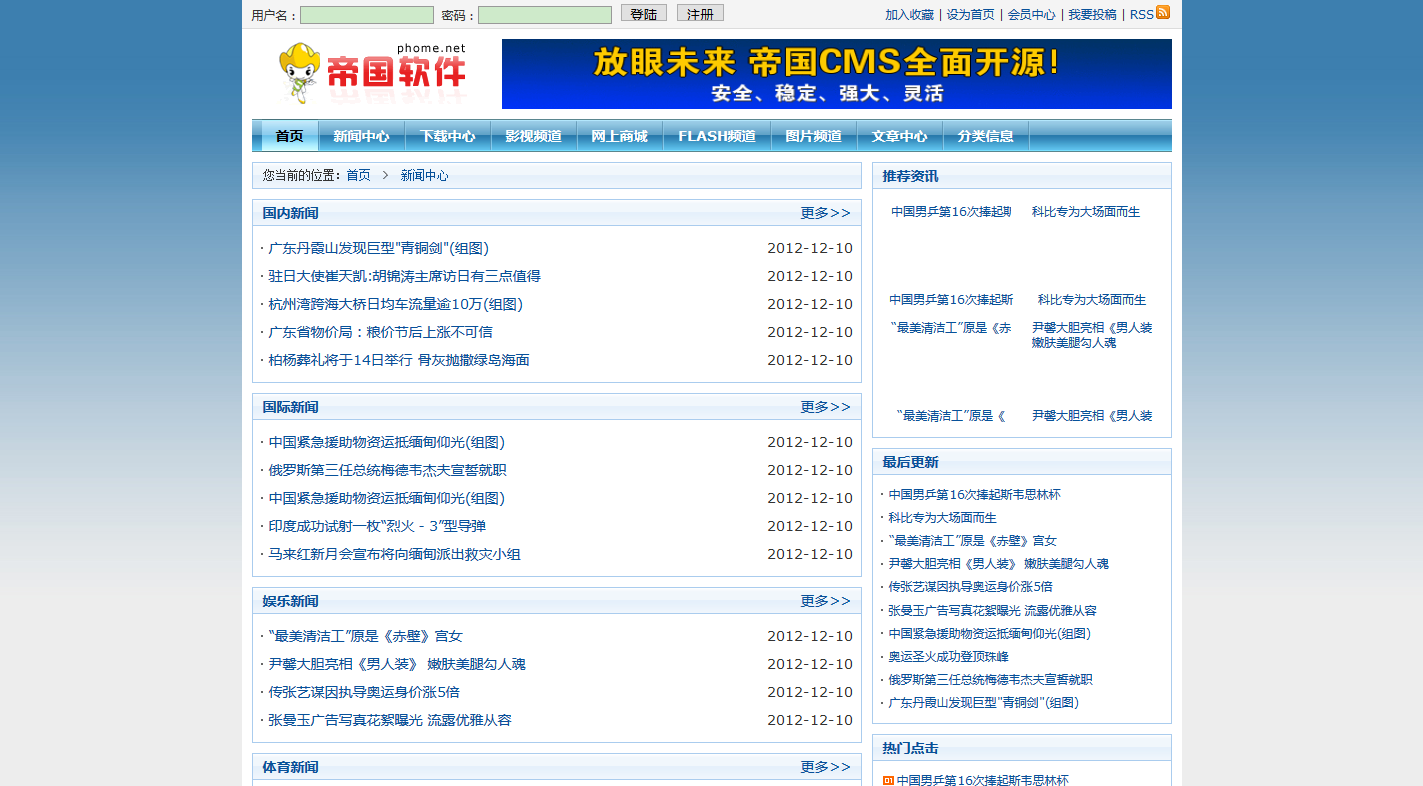 用户名： 密码： 登陆 注册 加入收藏 | 设为首页 | 会员中心 | 我要投稿 | RSS
phome.net
帝国软件
放眼未来 帝国CMS全面开源！
安全、稳定、强大、灵活
首页 新闻中心 下载中心 影视频道 网上商城 FLASH频道 图片频道 文章中心 分类信息
您当前的位置：首页 > 新闻中心
国内新闻 更多>>
· 广东丹霞山发现巨型"青铜剑"(组图) 2012-12-10
· 驻日大使崔天凯:胡锦涛主席访日有三点值得 2012-12-10
· 杭州湾跨海大桥日均车流量逾10万(组图) 2012-12-10
· 广东省物价局：粮价节后上涨不可信 2012-12-10
· 柏杨葬礼将于14日举行 骨灰抛撒绿岛海面 2012-12-10
国际新闻 更多>>
· 中国紧急援助物资运抵缅甸仰光(组图) 2012-12-10
· 俄罗斯第三任总统梅德韦杰夫宣誓就职 2012-12-10
· 中国紧急援助物资运抵缅甸仰光(组图) 2012-12-10
· 印度成功试射一枚“烈火－3”型导弹 2012-12-10
· 马来红新月会宣布将向缅甸派出救灾小组 2012-12-10
娱乐新闻 更多>>
· “最美清洁工”原是《赤壁》宫女 2012-12-10
· 尹馨大胆亮相《男人装》 嫩肤美腿勾人魂 2012-12-10
· 传张艺谋因执导奥运身价涨5倍 2012-12-10
· 张曼玉广告写真花絮曝光 流露优雅从容 2012-12-10
体育新闻 更多>>
推荐资讯
中国男乒第16次捧起斯 科比专为大场面而生
中国男乒第16次捧起斯 科比专为大场面而生
“最美清洁工”原是《赤 尹馨大胆亮相《男人装
嫩肤美腿勾人魂
“最美清洁工”原是《 尹馨大胆亮相《男人装
最后更新
· 中国男乒第16次捧起斯韦思林杯
· 科比专为大场面而生
· “最美清洁工”原是《赤壁》宫女
· 尹馨大胆亮相《男人装》 嫩肤美腿勾人魂
· 传张艺谋因执导奥运身价涨5倍
· 张曼玉广告写真花絮曝光 流露优雅从容
· 中国紧急援助物资运抵缅甸仰光(组图)
· 奥运圣火成功登顶珠峰
· 俄罗斯第三任总统梅德韦杰夫宣誓就职
· 广东丹霞山发现巨型"青铜剑"(组图)
热门点击
01 中国男乒第16次捧起斯韦思林杯